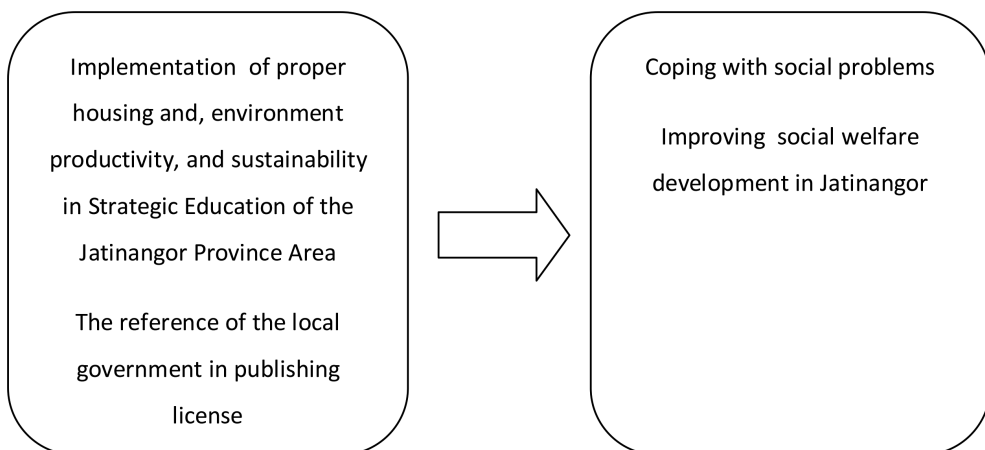 Implementation of proper
housing and, environment
productivity, and sustainability
in Strategic Education of the
Jatinangor Province Area
The reference of the local
government in publishing
license
Coping with social problems
Improving social welfare
development in Jatinangor